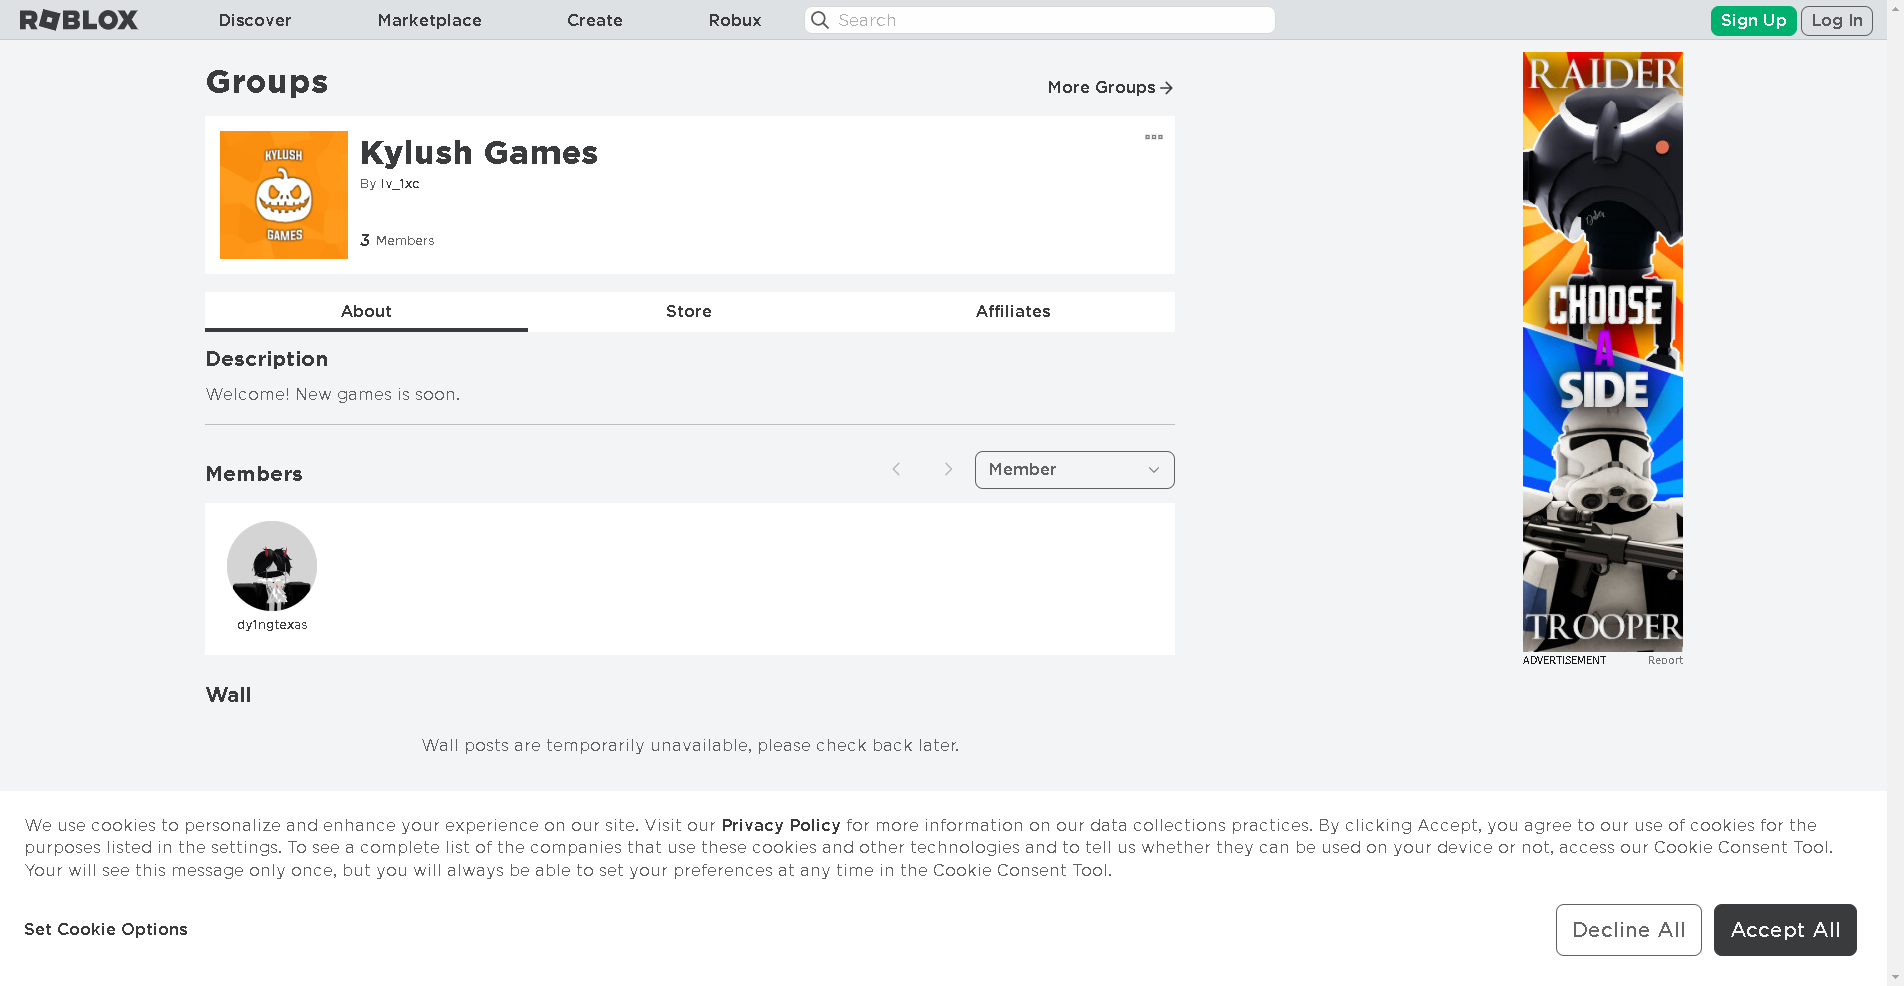 ROBLOX
Discover
Marketplace
Create
Robux
Search
Sign Up
Log In
Groups
More Groups
KYLUSH
GAMES
Kylush Games
By lv_1xc
3 Members
About
Store
Affiliates
Description
Welcome! New games is soon.
Members
Member
dy1ngtexas
Wall
Wall posts are temporarily unavailable, please check back later.
RAIDER
CHOOSE
A
SIDE
TROOPER
ADVERTISEMENT
Report
We use cookies to personalize and enhance your experience on our site. Visit our Privacy Policy for more information on our data collections practices. By clicking Accept, you agree to our use of cookies for the
purposes listed in the settings. To see a complete list of the companies that use these cookies and other technologies and to tell us whether they can be used on your device or not, access our Cookie Consent Tool.
Your will see this message only once, but you will always be able to set your preferences at any time in the Cookie Consent Tool.
Set Cookie Options
Decline All
Accept All